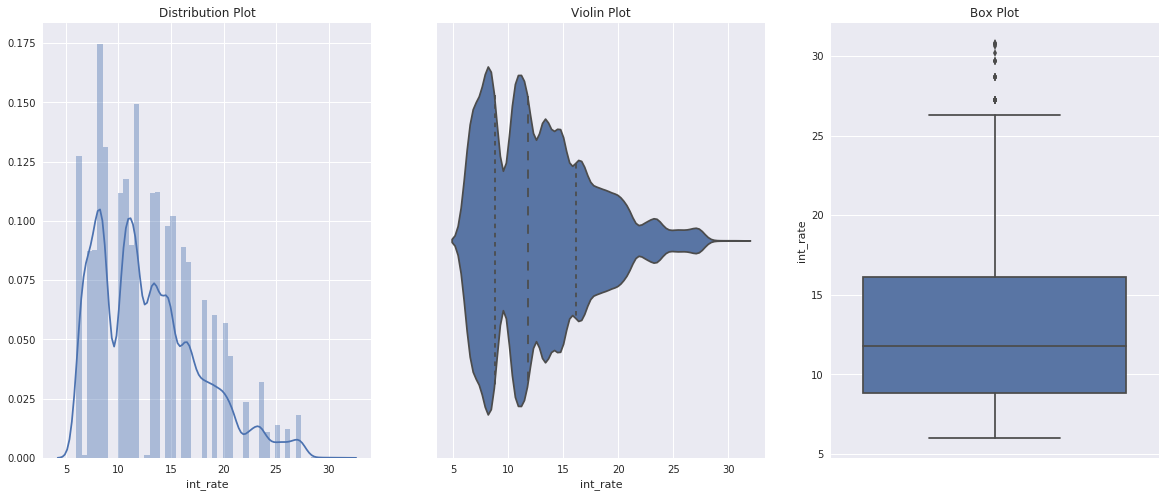 Distribution Plot
0.175
0.150
0.125
0.100
0.075
0.050
0.025
0.000
5 10 15 20 25 30
int_rate
Violin Plot
5 10 15 20 25 30
int_rate
Box Plot
int_rate
30
25
20
15
10
5